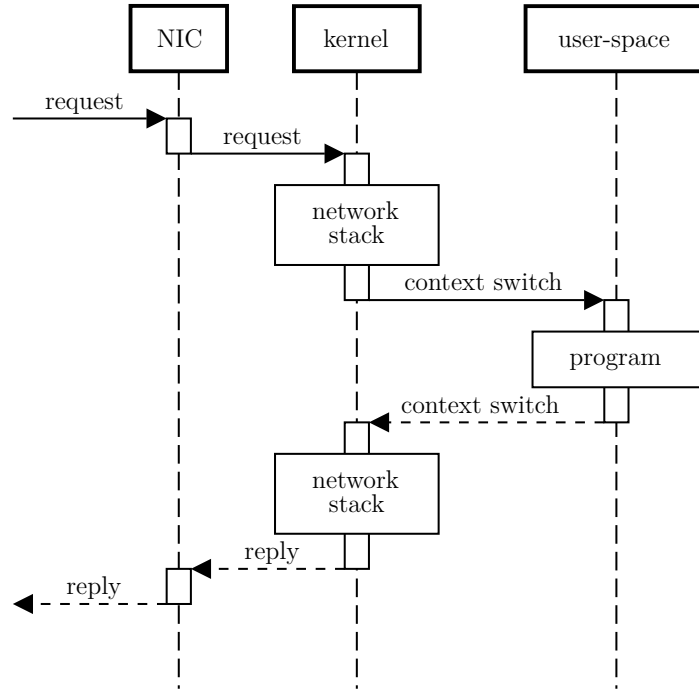 NIC
kernel
user-space
request
request
network
stack
context switch
program
context switch
network
stack
reply
reply